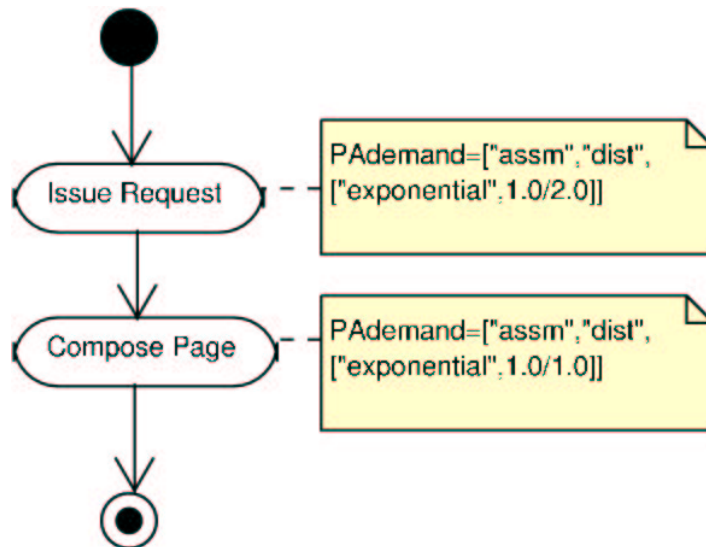 PAdemand=["assm","dist",
["exponential",1.0/2.0]]
Issue Request
PAdemand=["assm","dist",
["exponential",1.0/1.0]]
Compose Page